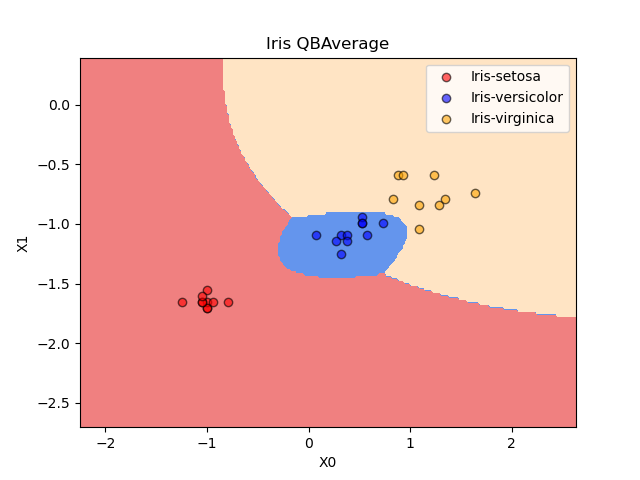 Iris QBAverage
Iris-setosa
Iris-versicolor
Iris-virginica
0.0
−0.5
−1.0
−1.5
−2.0
−2.5
X1
−2 −1 0 1 2
X0